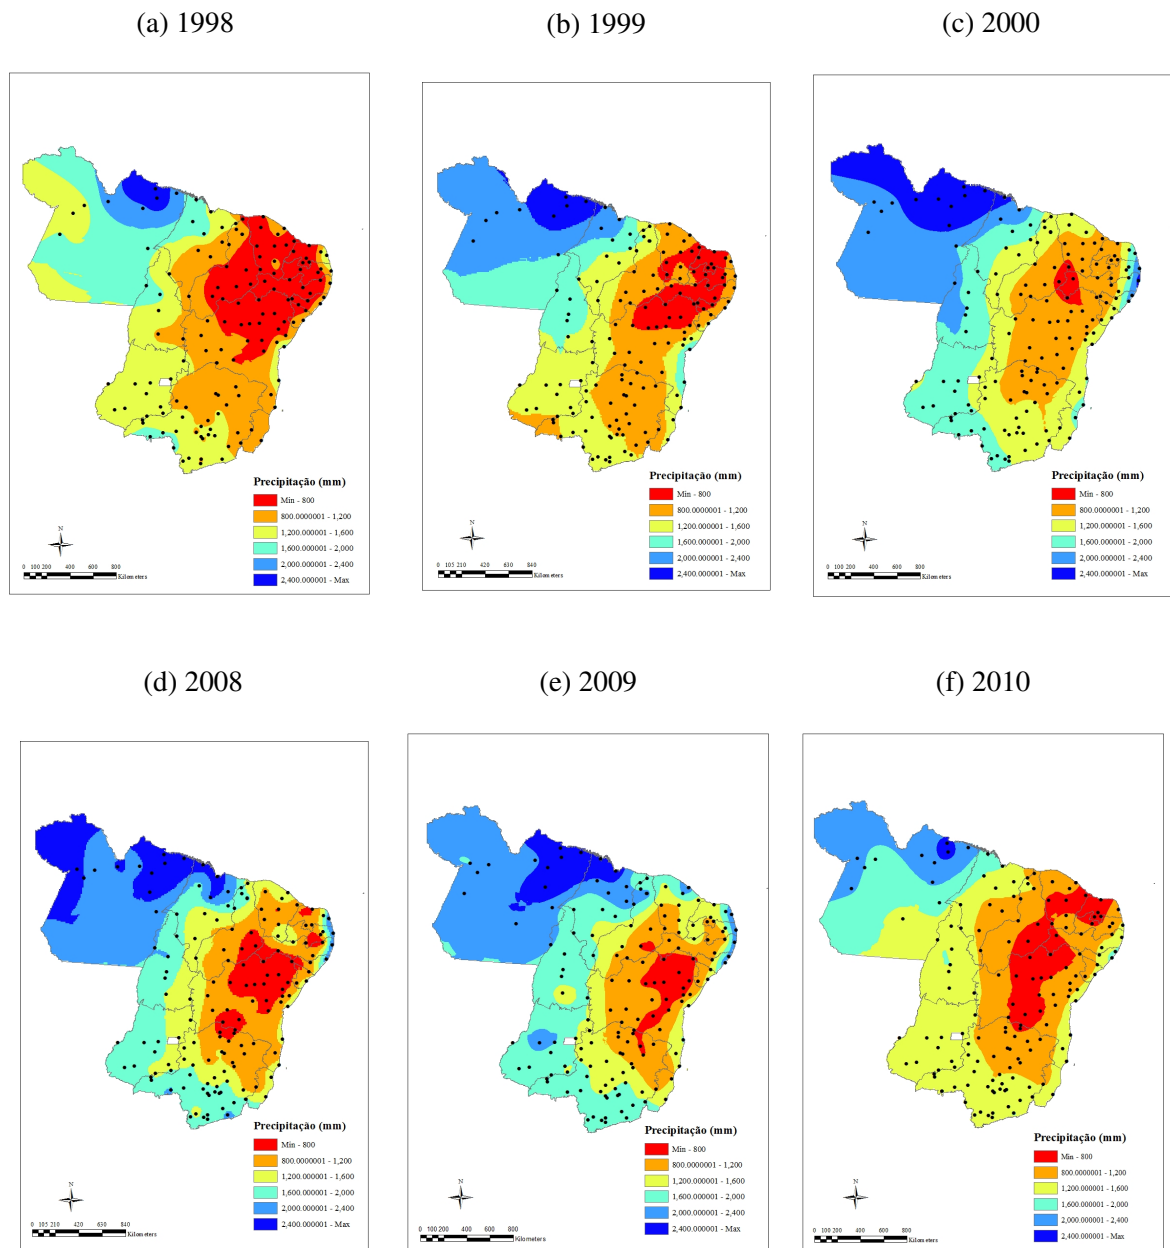 (a) 1998
(b) 1999
(c) 2000
Precipitação (mm)
Min - 800
800.0000001 - 1,200
1,200.000001 - 1,600
1,600.000001 - 2,000
2,000.000001 - 2,400
2,400.000001 - Max
N
0 100 200 400 600 800
Kilometers
Precipitação (mm)
Min - 800
800.0000001 - 1,200
1,200.000001 - 1,600
1,600.000001 - 2,000
2,000.000001 - 2,400
2,400.000001 - Max
N
0 105 210 420 630 840
Kilometers
Precipitação (mm)
Min - 800
800.0000001 - 1,200
1,200.000001 - 1,600
1,600.000001 - 2,000
2,000.000001 - 2,400
2,400.000001 - Max
N
0 100 200 400 600 800
Kilometers
(d) 2008
(e) 2009
(f) 2010
Precipitação (mm)
Min - 800
800.0000001 - 1,200
1,200.000001 - 1,600
1,600.000001 - 2,000
2,000.000001 - 2,400
2,400.000001 - Max
N
0 105 210 420 630 840
Kilometers
Precipitação (mm)
Min - 800
800.0000001 - 1,200
1,200.000001 - 1,600
1,600.000001 - 2,000
2,000.000001 - 2,400
2,400.000001 - Max
N
0 100 200 400 600 800
Kilometers
Precipitação (mm)
Min - 800
800.0000001 - 1,200
1,200.000001 - 1,600
1,600.000001 - 2,000
2,000.000001 - 2,400
2,400.000001 - Max
N
0 100 200 400 600 800
Kilometers